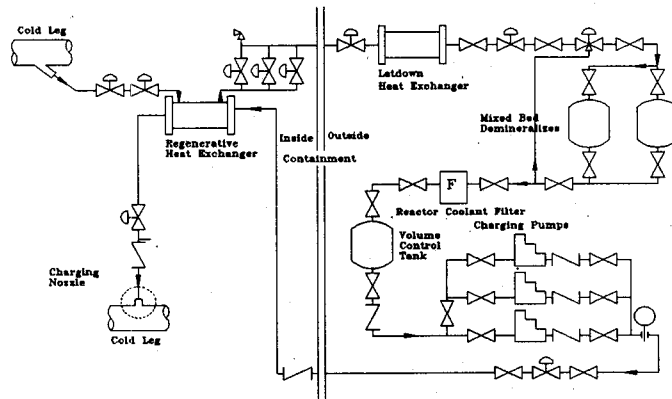 Cold Leg
Letdown
Heat Exchanger
Mixed Bed
Demineralizes
Regenerative
Heat Exchanger
Inside
Outside
Containment
F
Reactor Coolant Filter
Charging Pumps
Volume
Control
Tank
Charging
Nozzle
Cold Leg